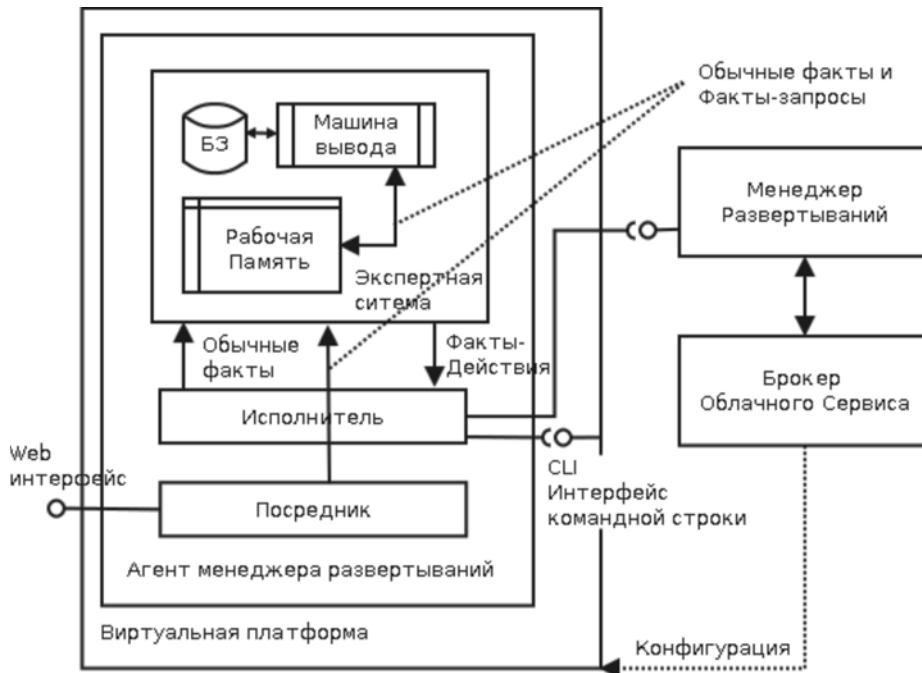 Обычные факты и
Факты-запросы
Машина
вывода
БЗ
Менеджер
Развертываний
Рабочая
Память
Экспертная
ситема
Обычные
факты
Факты-
Действия
Брокер
Облачного Сервиса
Исполнитель
Web
интерфейс
CLI
Интерфейс
командной строки
Посредник
Агент менеджера развертываний
Виртуальная платформа
Конфигурация